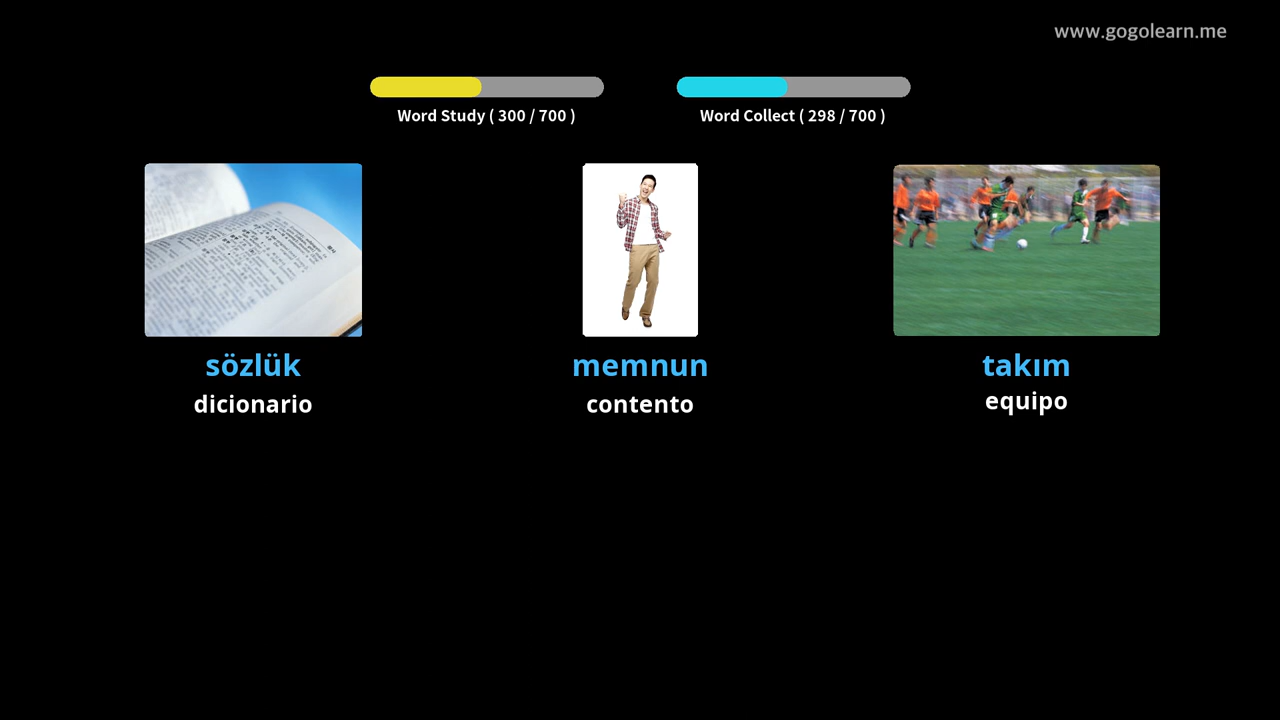 www.gogolearn.me
Word Study ( 300 / 700 )
Word Collect ( 298 / 700 )
sözlük
dicionario
memnun
contento
takım
equipo